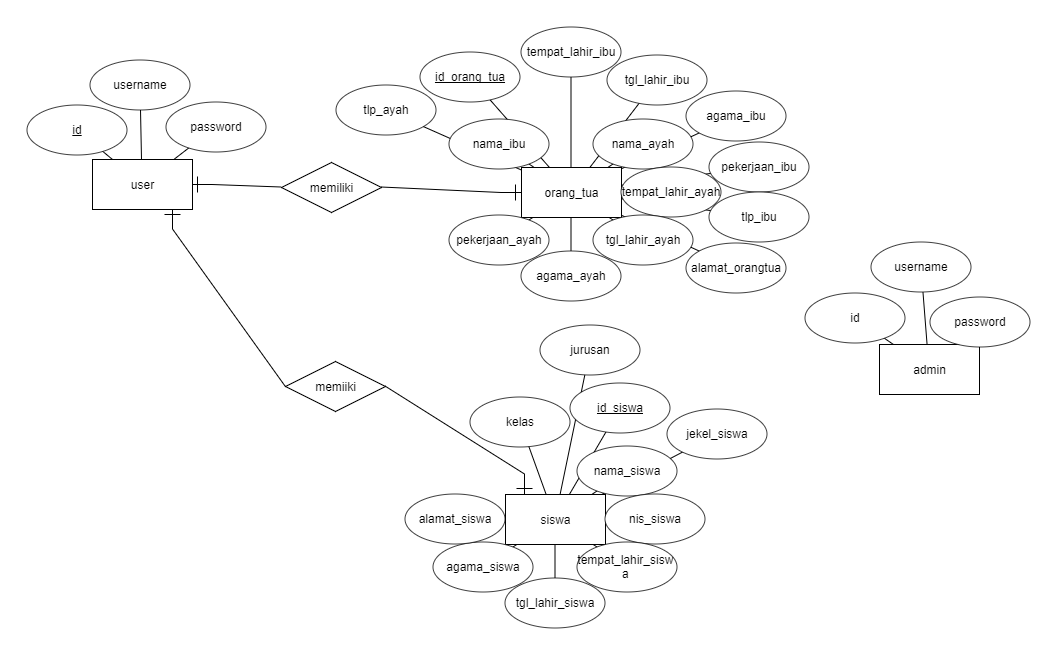 tempat_lahir_ibu
id_orang_tua
tgl_lahir_ibu
username
tlp_ayah
agama_ibu
id
password
nama_ibu
nama_ayah
pekerjaan_ibu
user
memiliki
orang_tua
tempat_lahir_ayah
tlp_ibu
pekerjaan_ayah
tgl_lahir_ayah
agama_ayah
alamat_orangtua
username
id
password
admin
jurusan
memiiki
id_siswa
kelas
jekel_siswa
nama_siswa
alamat_siswa
siswa
nis_siswa
agama_siswa
tempat_lahir_sisw
a
tgl_lahir_siswa